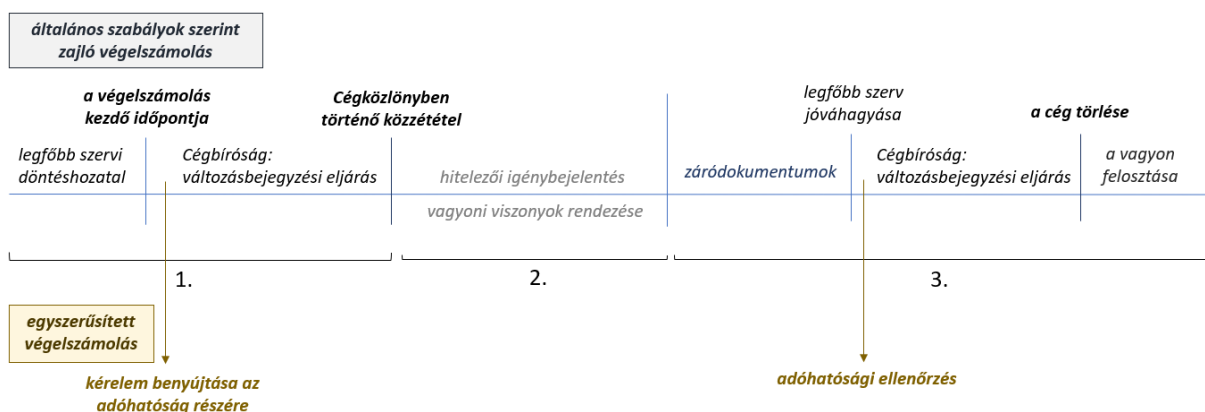 általános szabályok szerint
zajló végelszámolás
a végelszámolás
kezdő időpontja
Cégközlönyben
történő közzététel
legfőbb szerv
jóváhagyása
a cég törlése
legfőbb szervi
döntéshozatal
Cégbíróság:
változásbejegyzési eljárás
hitelezői igénybejelentés
vagyoni viszonyok rendezése
záródokumentumok
Cégbíróság:
változásbejegyzési eljárás
a vagyon
felosztása
1.
2.
3.
egyszerűsített
végelszámolás
kérelem benyújtása az
adóhatóság részére
adóhatósági ellenőrzés